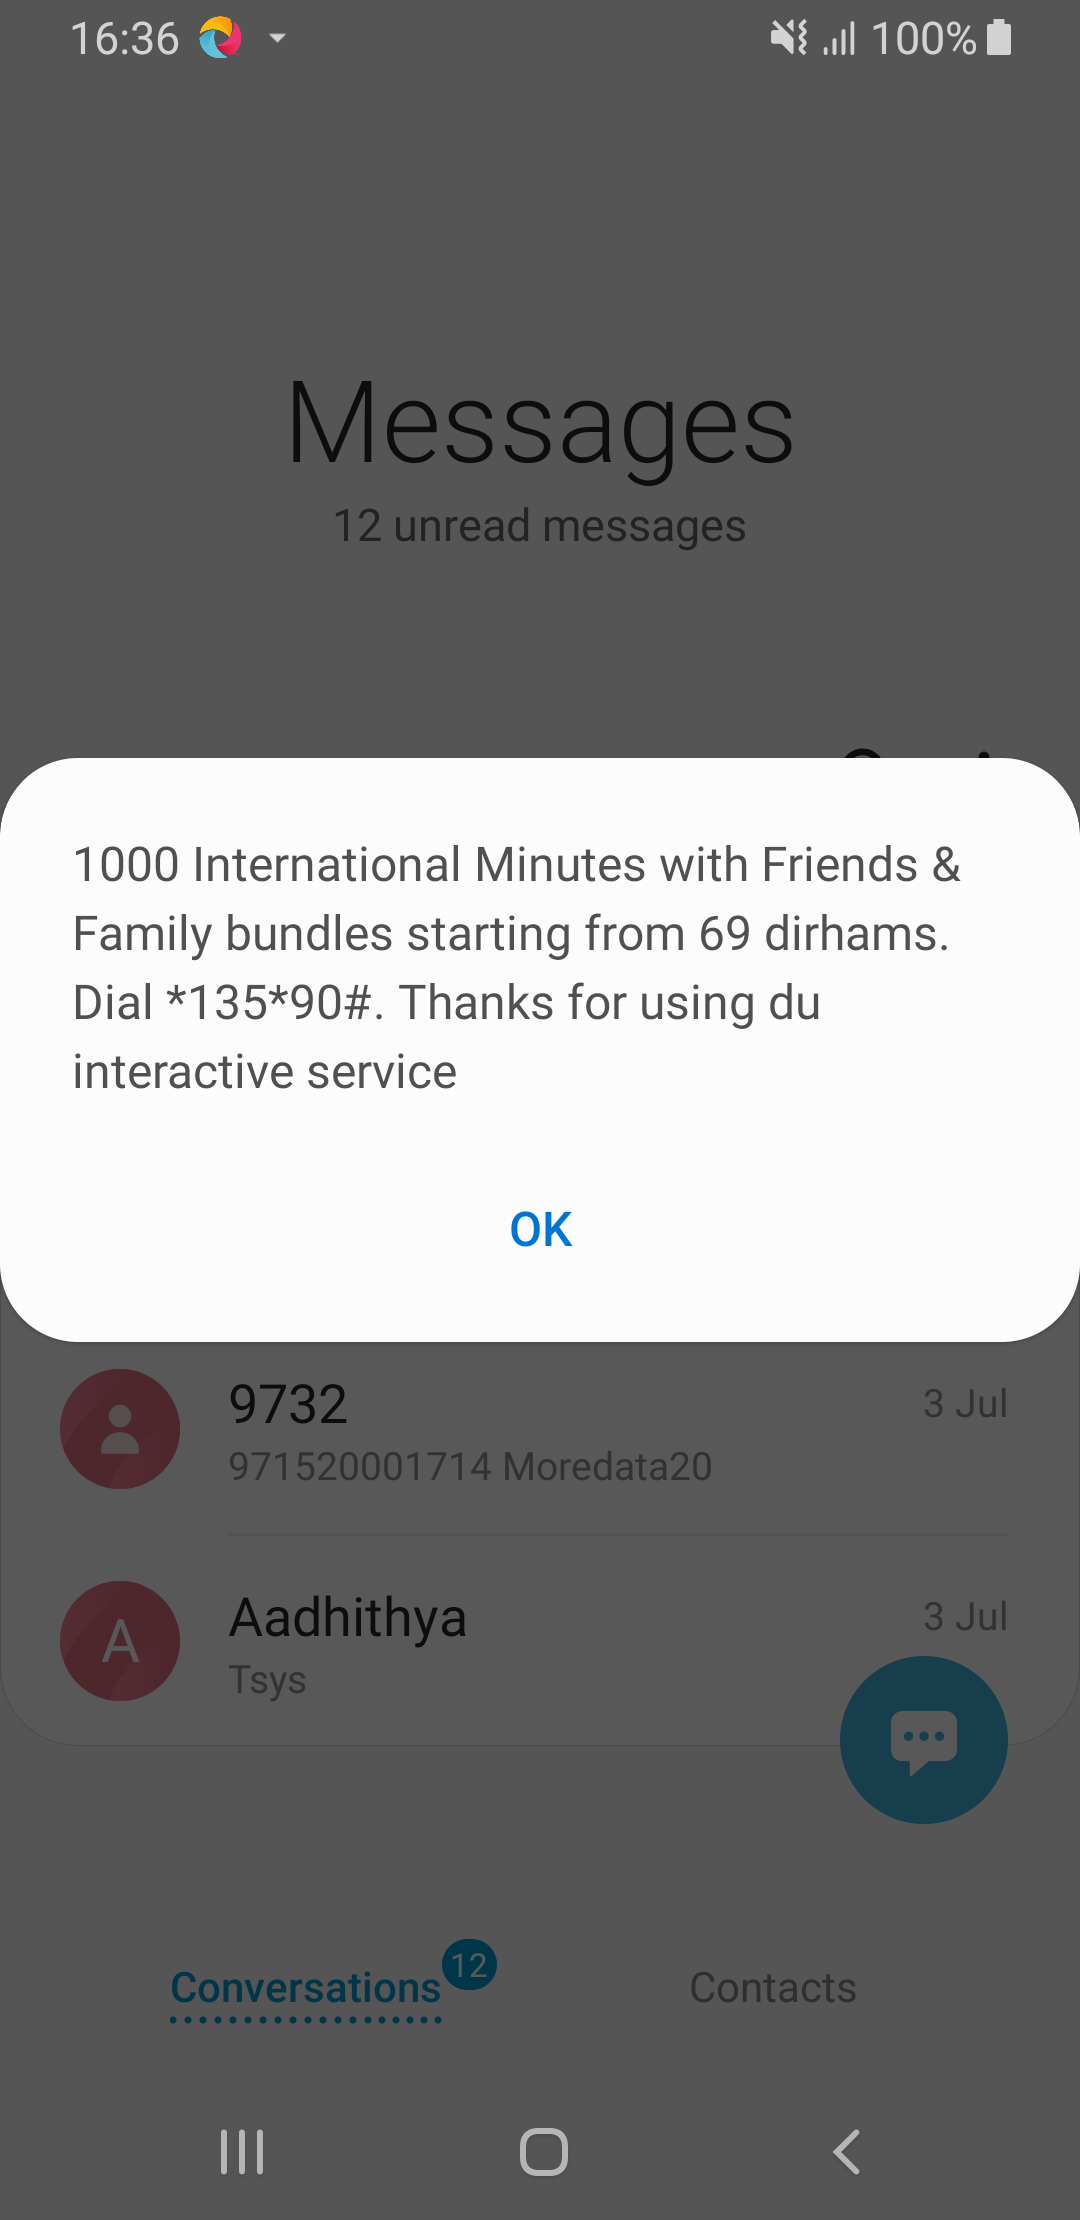 16:36
100%
Messages
12 unread messages
1000 International Minutes with Friends &
Family bundles starting from 69 dirhams.
Dial *135*90#. Thanks for using du
interactive service
OK
9732
3 Jul
971520001714 Moredata20
A
Aadhithya
3 Jul
Tsys
Conversations
12
Contacts